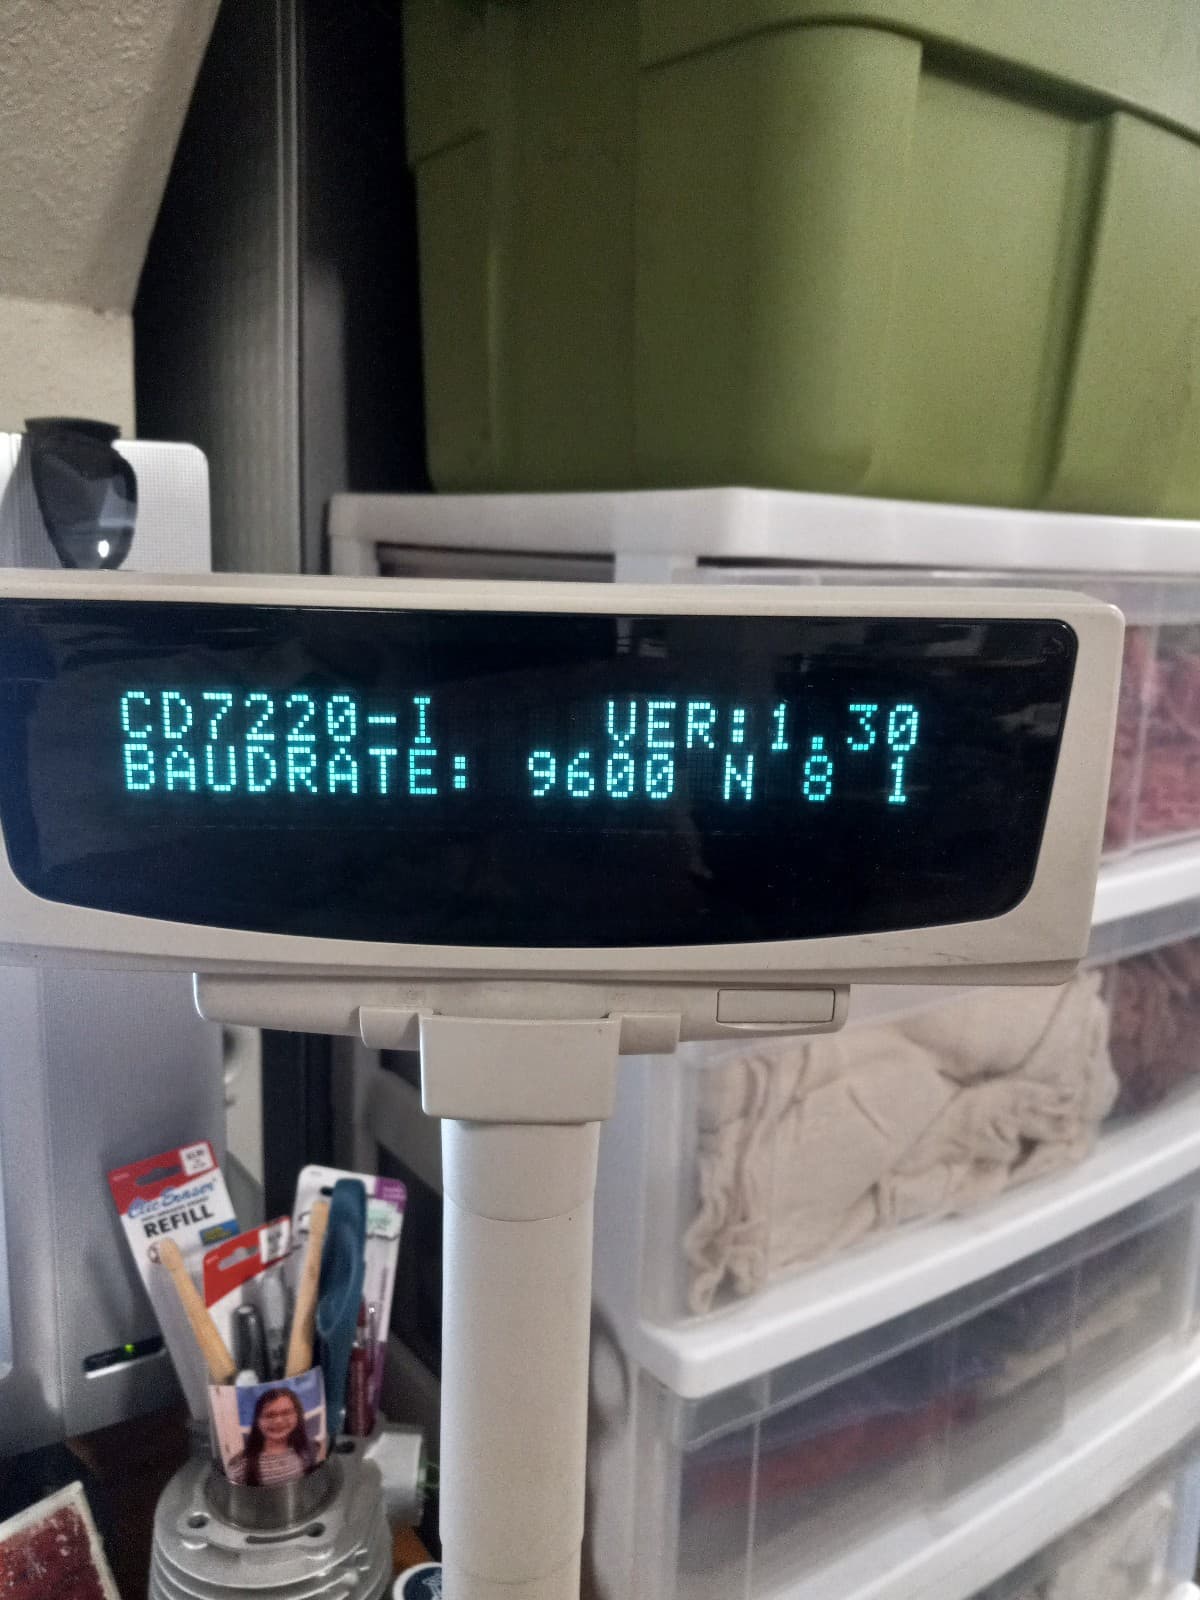 CD7220-I VER:1.30
BAUDRATE: 9600 N 8 1
REFILL